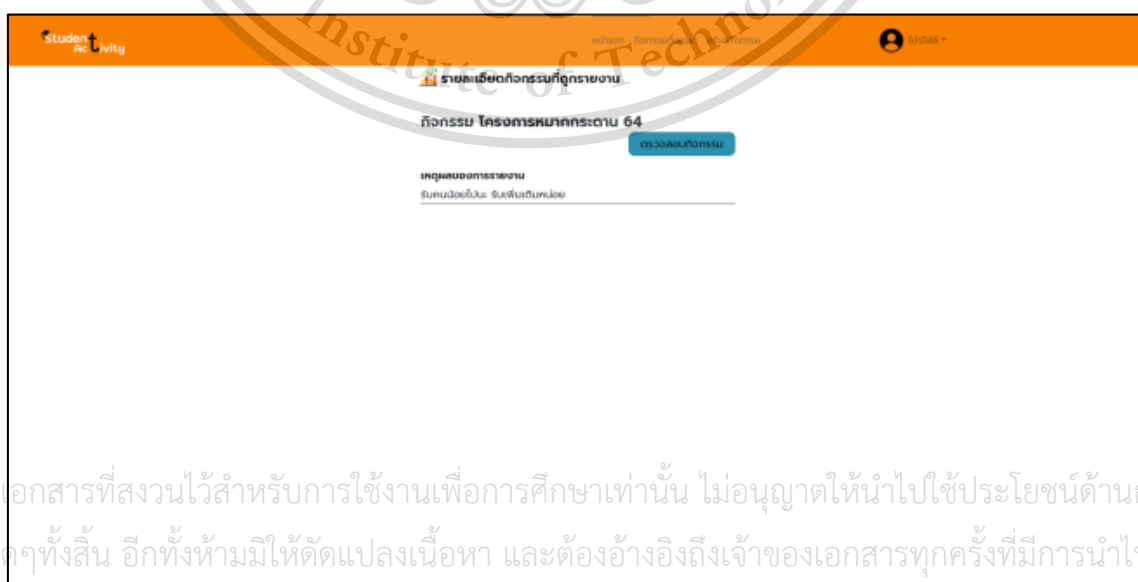 Student
Activity
หน้าแรก
โปรไฟล์
Institute of Technolo
รายละเอียดกิจกรรมที่ถูกรายงาน
กิจกรรม โครงการหมากกระดาน 64
ตรวจสอบกิจกรรม
เหตุผลของการรายงาน
รับคนน้อยไปนะ รับเพิ่มเติมหน่อย
เอกสารที่สงวนไว้สำหรับการใช้งานเพื่อการศึกษาเท่านั้น ไม่อนุญาตให้นำไปใช้ประโยชน์ด้าน
ๆทั้งสิ้น อีกทั้งห้ามมิให้ดัดแปลงเนื้อหา และต้องอ้างอิงถึงเจ้าของเอกสารทุกครั้งที่มีการนำ